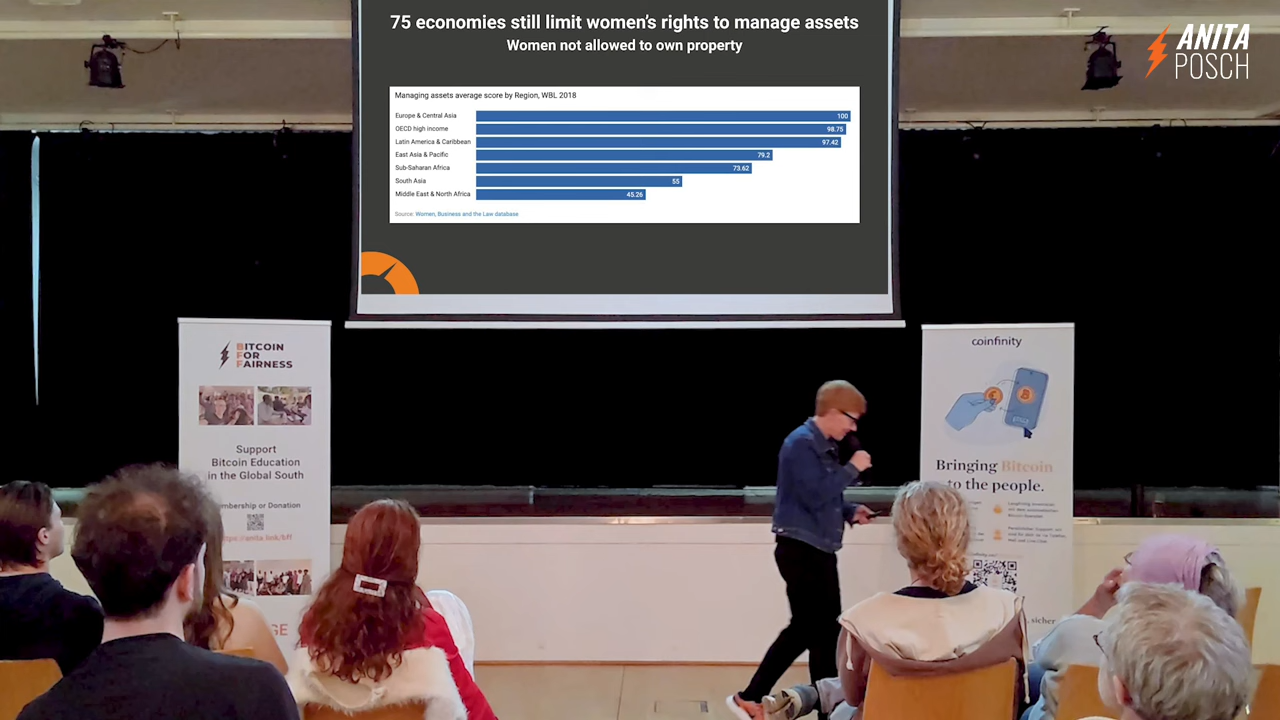 75 economies still limit women's rights to manage assets
Women not allowed to own property
ANITA
POSCH
Managing assets average score by Region, WBL 2018
Europe & Central Asia 100
OECD high income 98.75
Latin America & Caribbean 97.42
East Asia & Pacific 79.2
Sub-Saharan Africa 73.62
South Asia 55
Middle East & North Africa 45.26
Source: Women, Business and the Law database
BITCOIN
FOR
FAIRNESS
Support
Bitcoin Education
in the Global South
or Donation
coinfinity
Bringing Bitcoin
to the people.